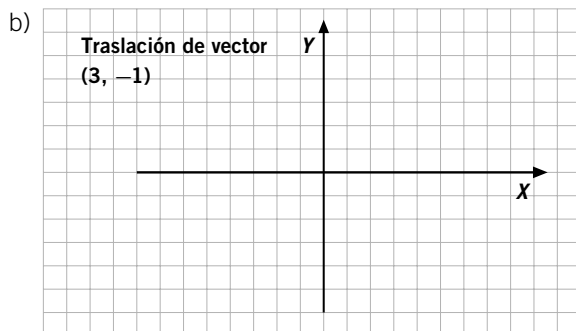 b)
Traslación de vector
(3, −1)
Y
X